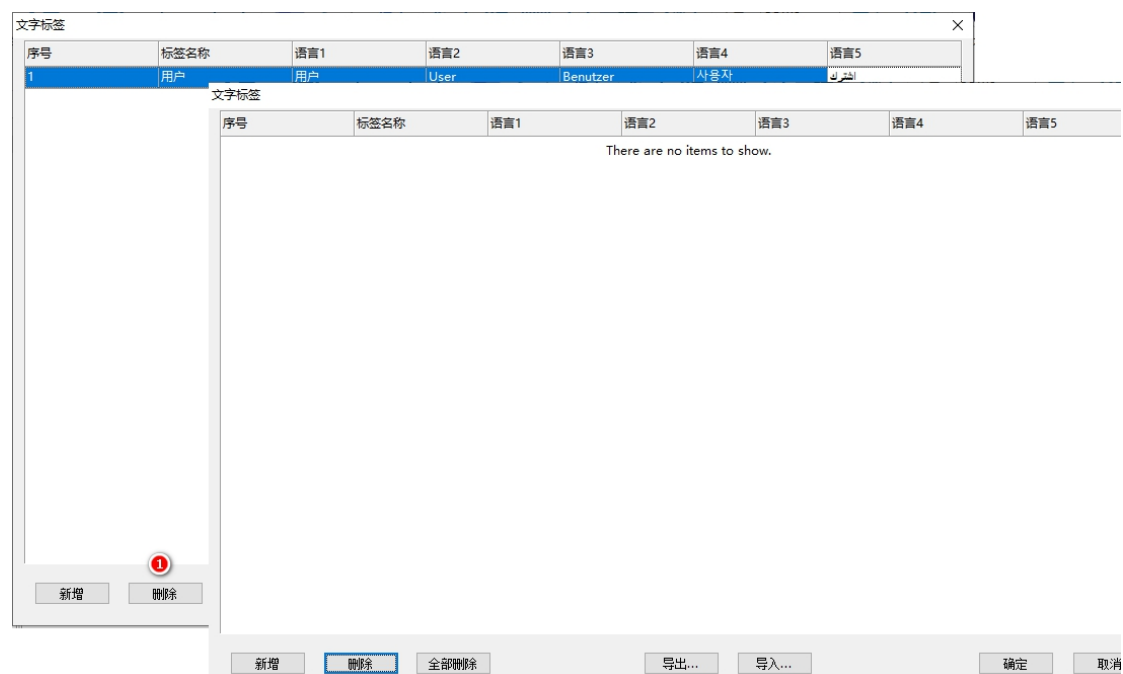 文字标签
序号 标签名称 语言1 语言2 语言3 语言4 语言5
1 用户 用户 User Benutzer 사용자 اشترك
1
新增 删除
文字标签
序号 标签名称 语言1 语言2 语言3 语言4 语言5
There are no items to show.
新增 删除 全部删除 导出... 导入... 确定 取消